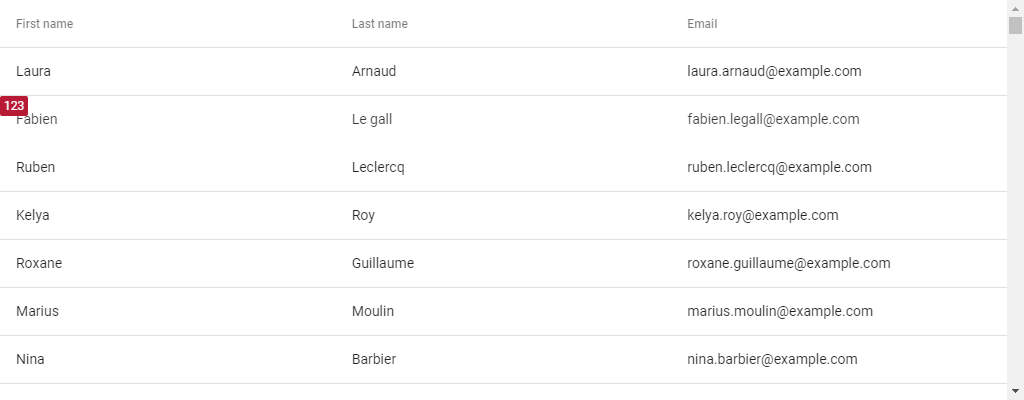 First name Last name Email
Laura Arnaud laura.arnaud@example.com
123
Fabien Le gall fabien.legall@example.com
Ruben Leclercq ruben.leclercq@example.com
Kelya Roy kelya.roy@example.com
Roxane Guillaume roxane.guillaume@example.com
Marius Moulin marius.moulin@example.com
Nina Barbier nina.barbier@example.com